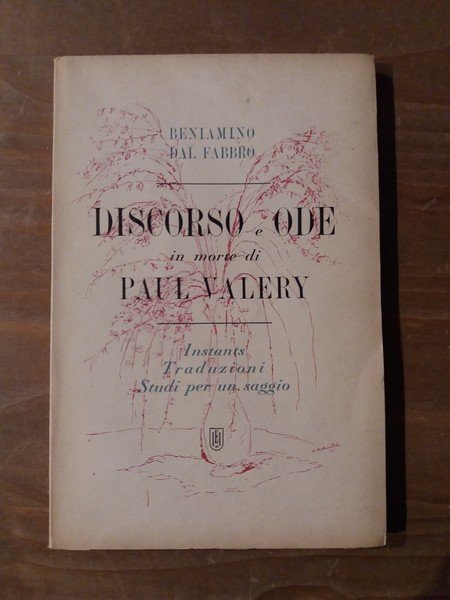 BENIAMINO
DAL FABBRO
DISCORSO e ODE
in morte di
PAUL VALERY
Instants
Traduzioni
Studi per un saggio